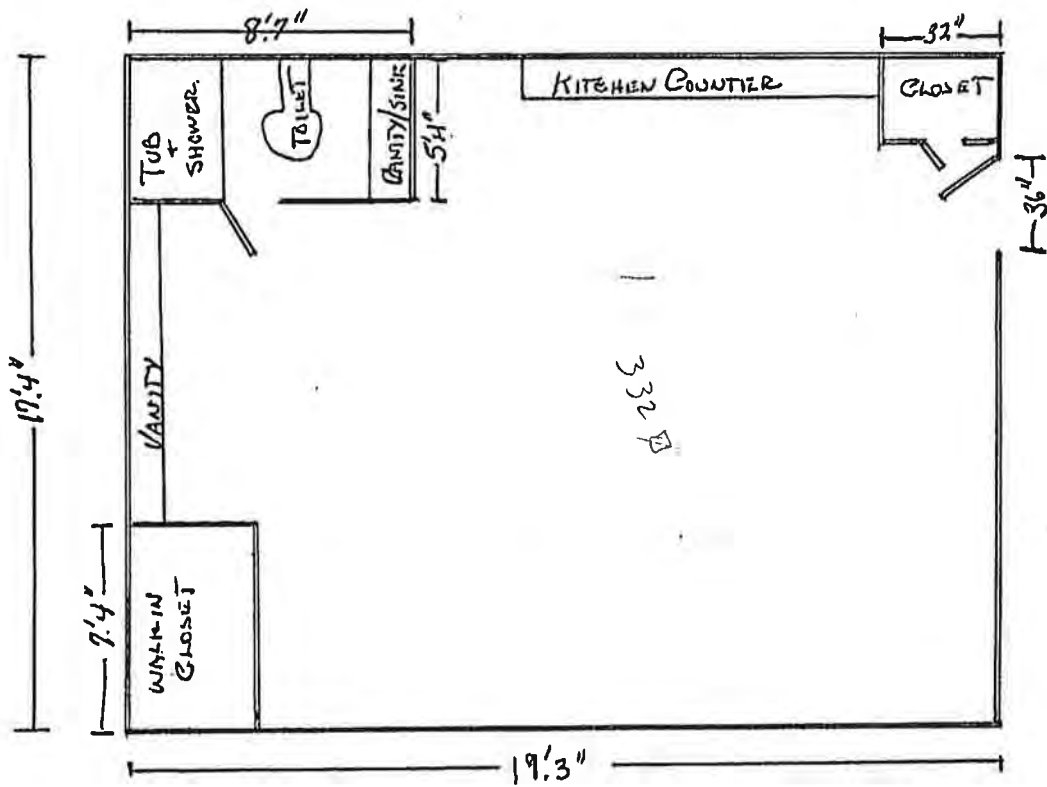 8'.7"
32"
TUB
+
SHOWER
TOILET
VANITY/SINK
5'.4"
KITCHEN COUNTER
CLOSET
36"
17'.4"
VANITY
332
7'.4"
WALK-IN
CLOSET
19'.3"